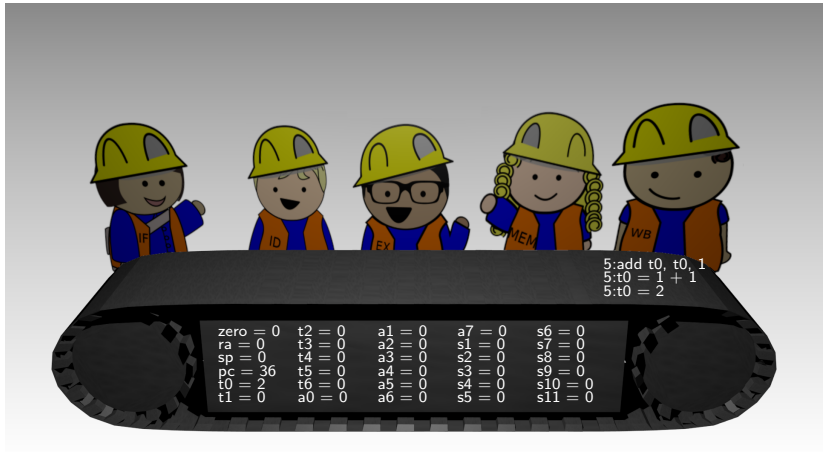 IF
ID
EX
MEM
WB
5:add t0, t0, 1
5:t0 = 1 + 1
5:t0 = 2
zero = 0 t2 = 0 a1 = 0 a7 = 0 s6 = 0
ra = 0 t3 = 0 a2 = 0 s1 = 0 s7 = 0
sp = 0 t4 = 0 a3 = 0 s2 = 0 s8 = 0
pc = 36 t5 = 0 a4 = 0 s3 = 0 s9 = 0
t0 = 2 t6 = 0 a5 = 0 s4 = 0 s10 = 0
t1 = 0 a0 = 0 a6 = 0 s5 = 0 s11 = 0